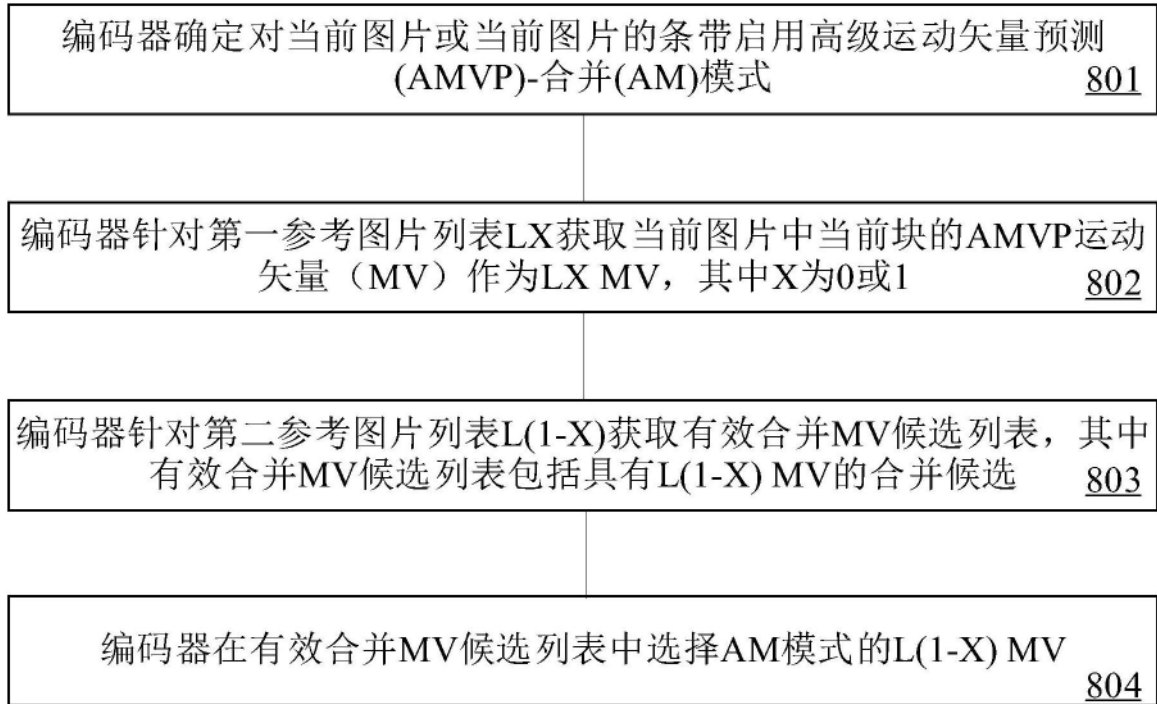 编码器确定对当前图片或当前图片的条带启用高级运动矢量预测
(AMVP)-合并(AM)模式
801
编码器针对第一参考图片列表LX获取当前图片中当前块的AMVP运动
矢量（MV）作为LX MV，其中X为0或1
802
编码器针对第二参考图片列表L(1-X)获取有效合并MV候选列表，其中
有效合并MV候选列表包括具有L(1-X) MV的合并候选
803
编码器在有效合并MV候选列表中选择AM模式的L(1-X) MV
804